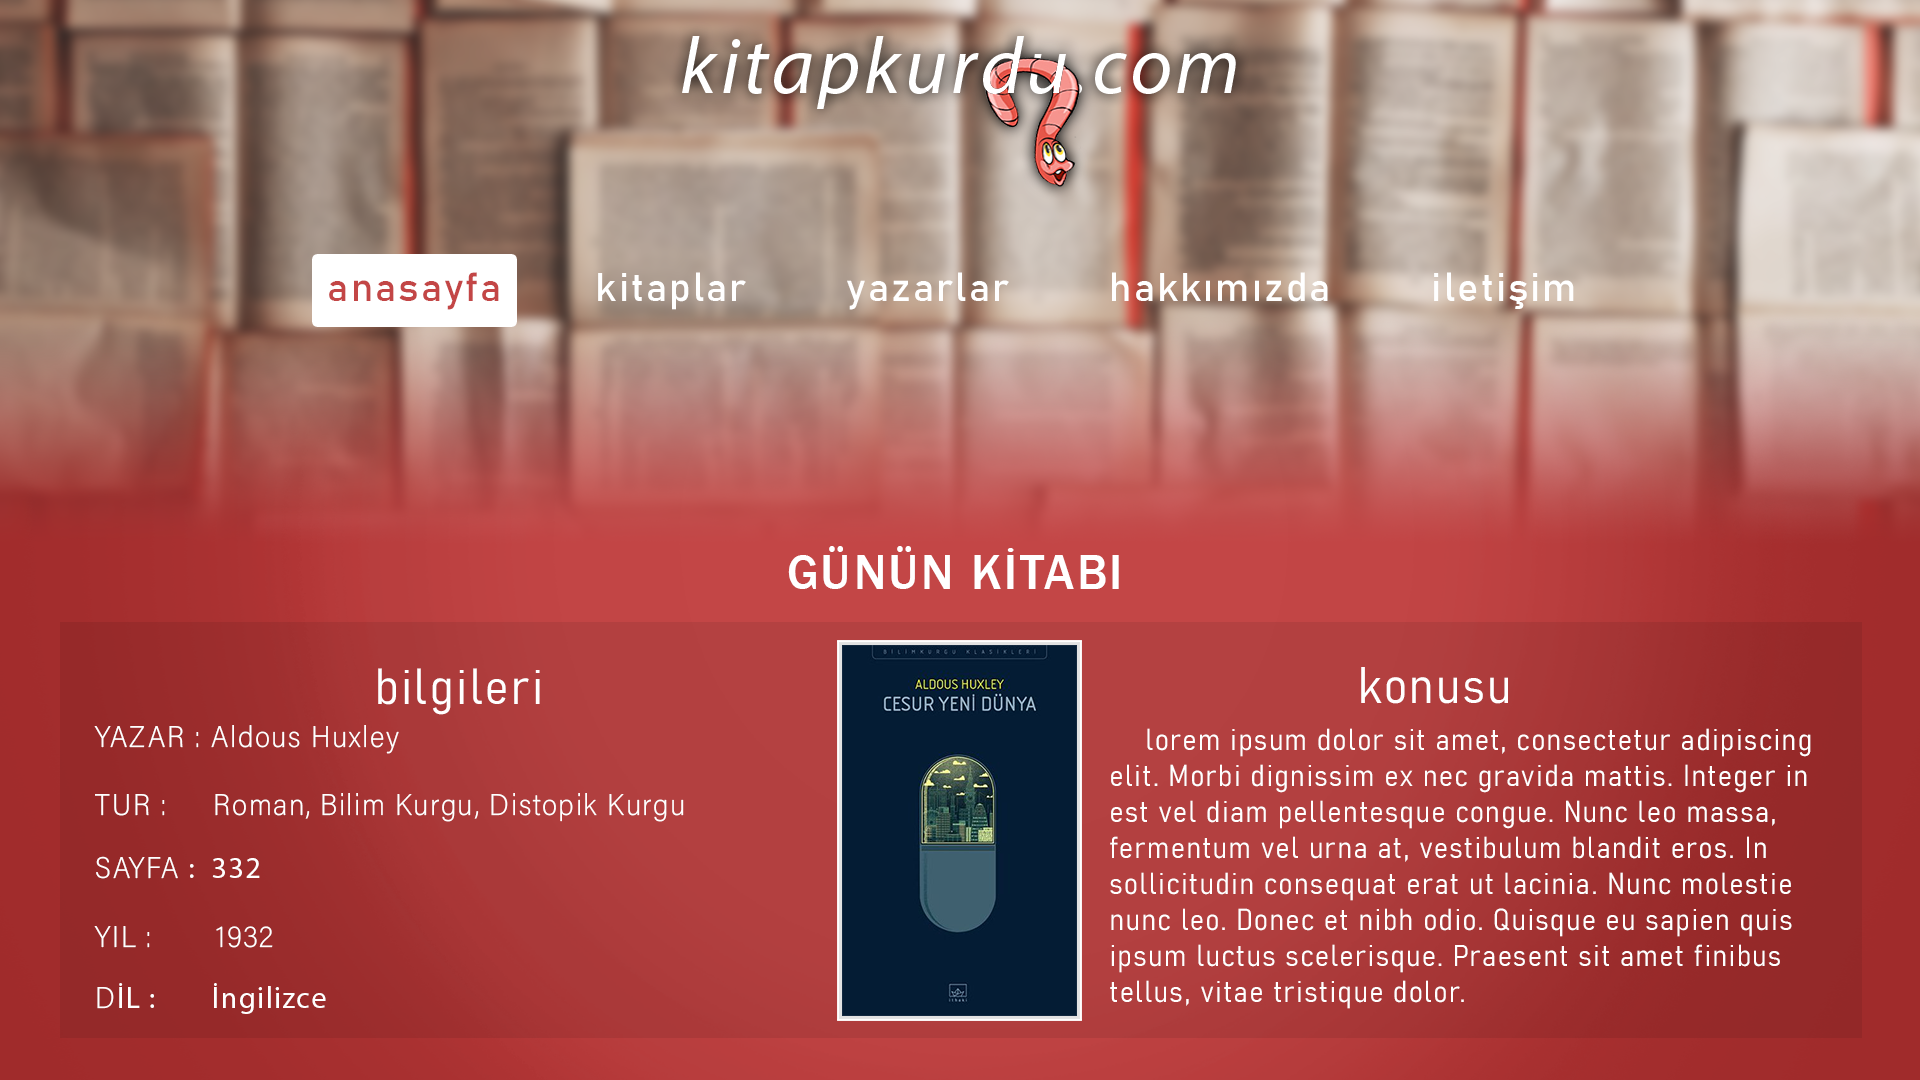 kitapkurdu.com
anasayfa kitaplar yazarlar hakkımızda iletişim
GÜNÜN KİTABI
bilgileri
YAZAR : Aldous Huxley
TUR : Roman, Bilim Kurgu, Distopik Kurgu
SAYFA : 332
YIL : 1932
DİL : İngilizce
BİLİMKURGU KLASİKLERİ
ALDOUS HUXLEY
CESUR YENİ DÜNYA
ithaki
konusu
lorem ipsum dolor sit amet, consectetur adipiscing
elit. Morbi dignissim ex nec gravida mattis. Integer in
est vel diam pellentesque congue. Nunc leo massa,
fermentum vel urna at, vestibulum blandit eros. In
sollicitudin consequat erat ut lacinia. Nunc molestie
nunc leo. Donec et nibh odio. Quisque eu sapien quis
ipsum luctus scelerisque. Praesent sit amet finibus
tellus, vitae tristique dolor.